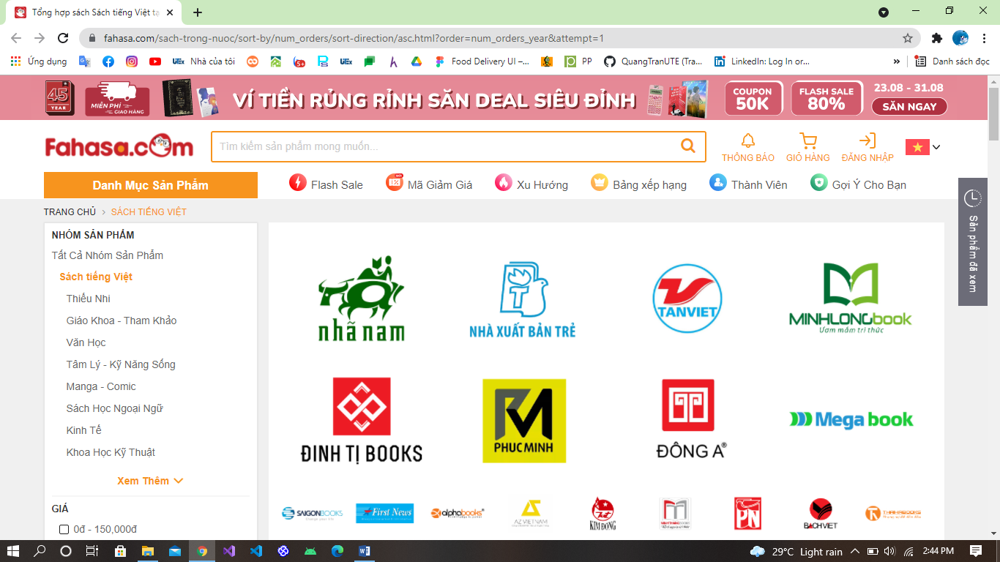 Tổng hợp sách Sách tiếng Việt tạ
fahasa.com/sach-trong-nuoc/sort-by/num_orders/sort-direction/asc.html?order=num_orders_year&attempt=1
Ứng dụng
UTEx Nhà của tôi
UTEx
Food Delivery UI –...
PP
QuangTranUTE (Tra...
LinkedIn: Log In or...
»
Danh sách đọc
45 YEAR
MIỄN PHÍ
GIAO HÀNG
VÍ TIỀN RỦNG RỈNH SĂN DEAL SIÊU ĐỈNH
COUPON
50K
FLASH SALE
80%
23.08 - 31.08
SĂN NGAY
Fahasa.com
Tìm kiếm sản phẩm mong muốn...
THÔNG BÁO
GIỎ HÀNG
ĐĂNG NHẬP
Danh Mục Sản Phẩm
Flash Sale
Mã Giảm Giá
Xu Hướng
Bảng xếp hạng
Thành Viên
Gợi Ý Cho Bạn
TRANG CHỦ > SÁCH TIẾNG VIỆT
Sản phẩm đã xem
NHÓM SẢN PHẨM
Tất Cả Nhóm Sản Phẩm
Sách tiếng Việt
Thiếu Nhi
Giáo Khoa - Tham Khảo
Văn Học
Tâm Lý - Kỹ Năng Sống
Manga - Comic
Sách Học Ngoại Ngữ
Kinh Tế
Khoa Học Kỹ Thuật
Xem Thêm
GIÁ
0đ - 150,000đ
nhã nam
NHÀ XUẤT BẢN TRẺ
TANVIET
MINHLONGbook
Ươm mầm tri thức
ĐINH TỊ BOOKS
PHUC MINH
ĐÔNG A®
Mega book
SAIGONBOOKS
First News
alphabooks®
AZ VIETNAM
KIM ĐỒNG
PN
BACHVIET
THAIHABOOKS
29°C Light rain
2:44 PM